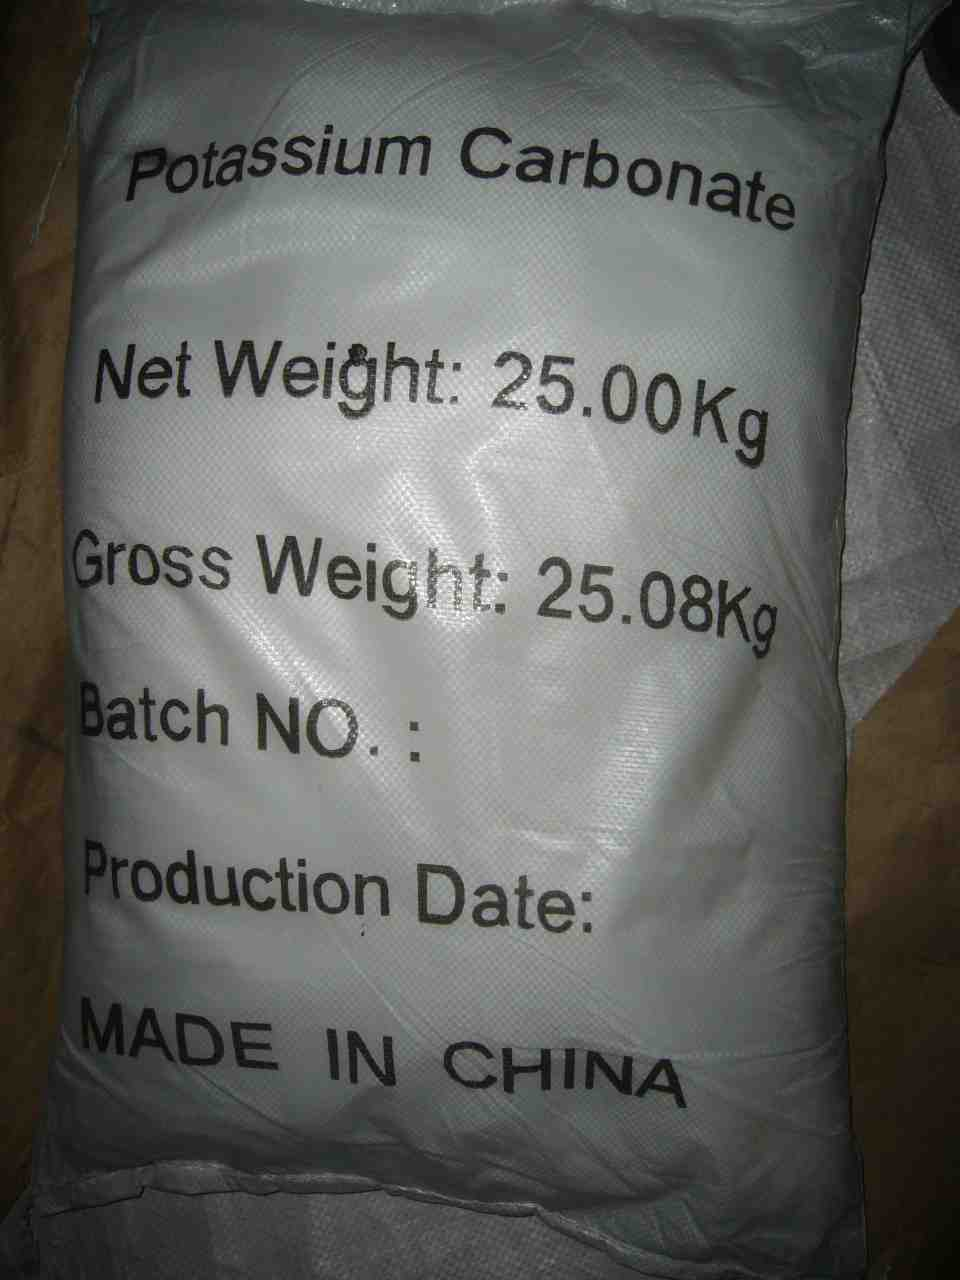 Potassium Carbonate
Net Weight: 25.00Kg
Gross Weight: 25.08Kg
Batch NO. :
Production Date:
MADE IN CHINA